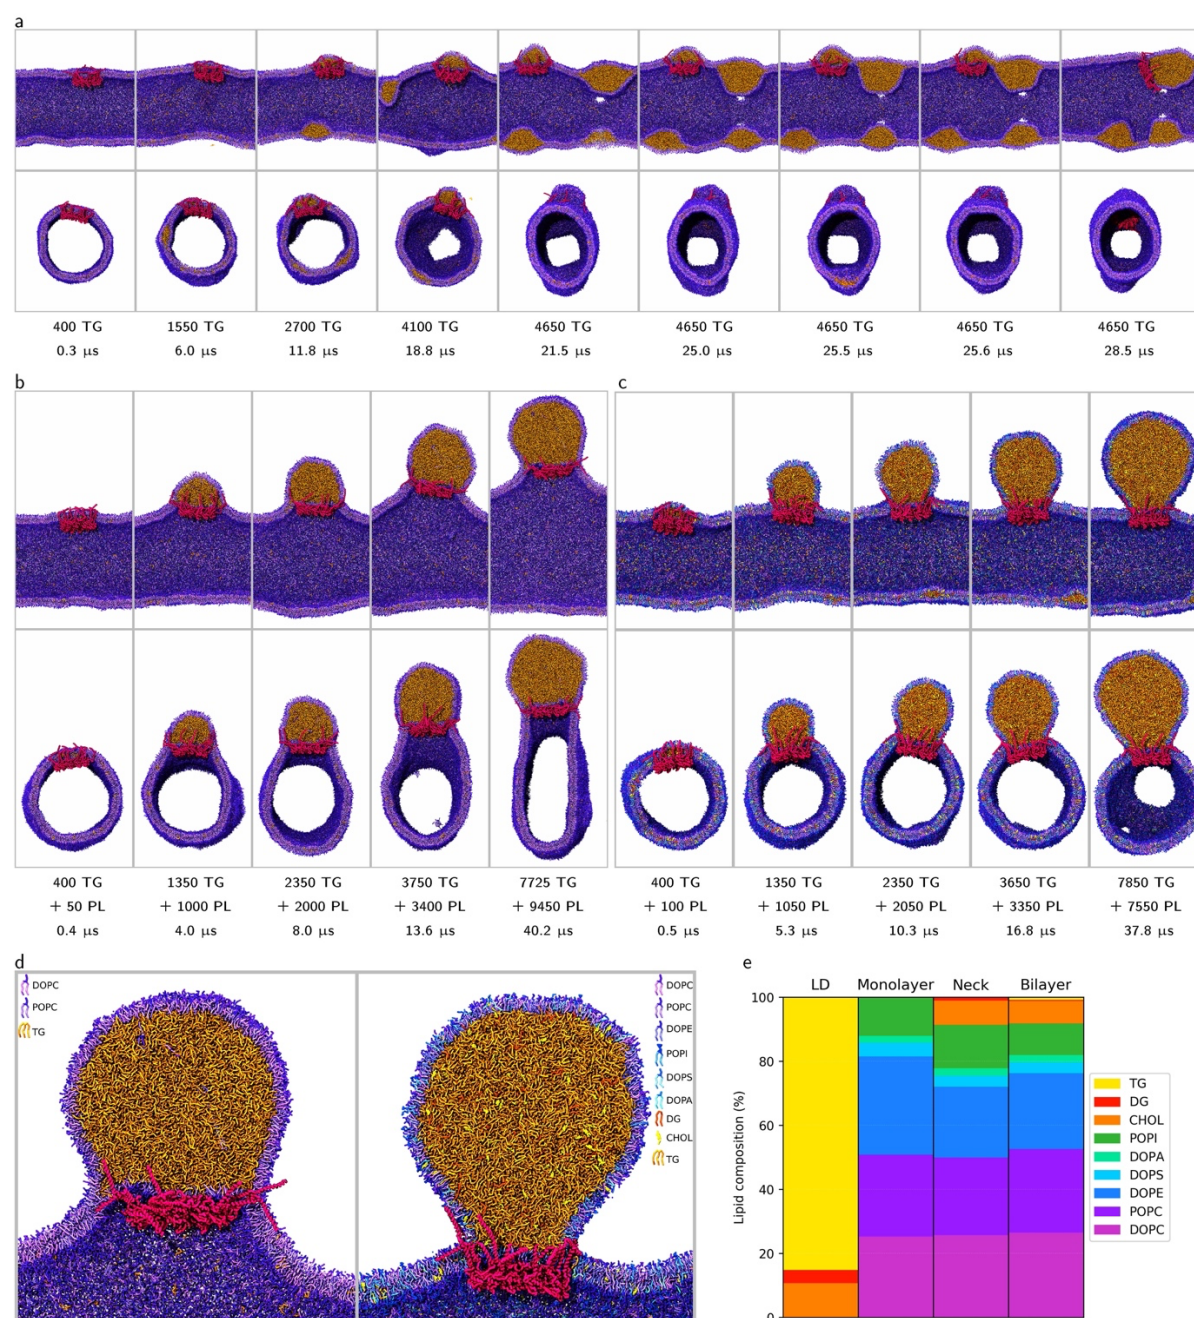 a
400 TG 1550 TG 2700 TG 4100 TG 4650 TG 4650 TG 4650 TG 4650 TG 4650 TG
0.3 μs 6.0 μs 11.8 μs 18.8 μs 21.5 μs 25.0 μs 25.5 μs 25.6 μs 28.5 μs
b
400 TG 1350 TG 2350 TG 3750 TG 7725 TG
+ 50 PL + 1000 PL + 2000 PL + 3400 PL + 9450 PL
0.4 μs 4.0 μs 8.0 μs 13.6 μs 40.2 μs
c
400 TG 1350 TG 2350 TG 3650 TG 7850 TG
+ 100 PL + 1050 PL + 2050 PL + 3350 PL + 7550 PL
0.5 μs 5.3 μs 10.3 μs 16.8 μs 37.8 μs
d
DOPC
POPC
TG
DOPC
POPC
DOPE
POPI
DOPS
DOPA
DG
CHOL
TG
e
LD Monolayer Neck Bilayer
Lipid composition (%)
100
80
60
40
20
0
TG
DG
CHOL
POPI
DOPA
DOPS
DOPE
POPC
DOPC